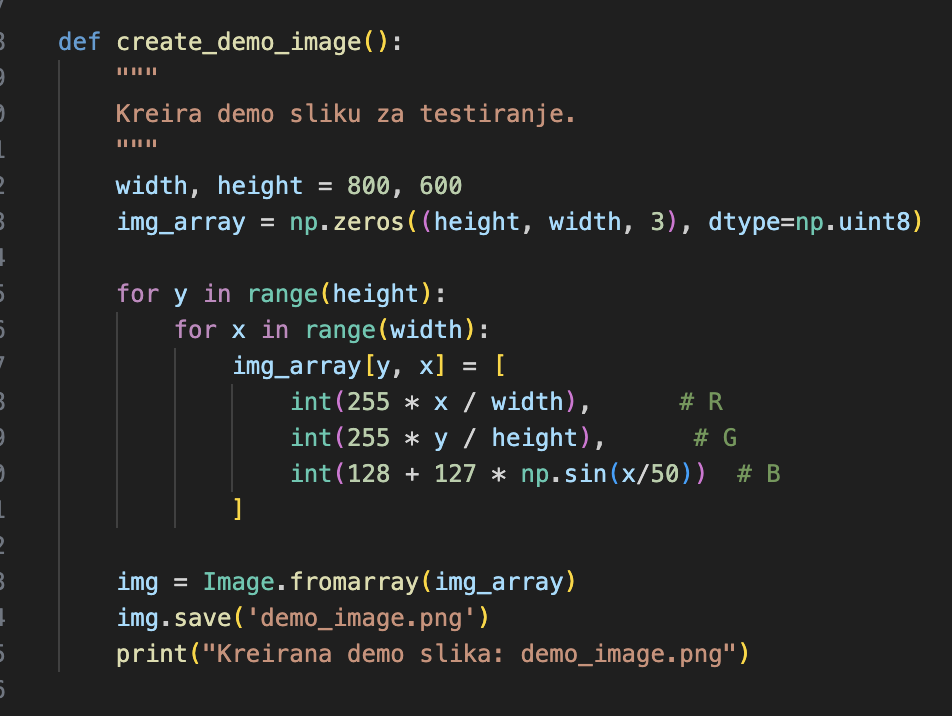 def create_demo_image():
    """
    Kreira demo sliku za testiranje.
    """
    width, height = 800, 600
    img_array = np.zeros((height, width, 3), dtype=np.uint8)

    for y in range(height):
        for x in range(width):
            img_array[y, x] = [
                int(255 * x / width),      # R
                int(255 * y / height),      # G
                int(128 + 127 * np.sin(x/50))  # B
            ]

    img = Image.fromarray(img_array)
    img.save('demo_image.png')
    print("Kreirana demo slika: demo_image.png")